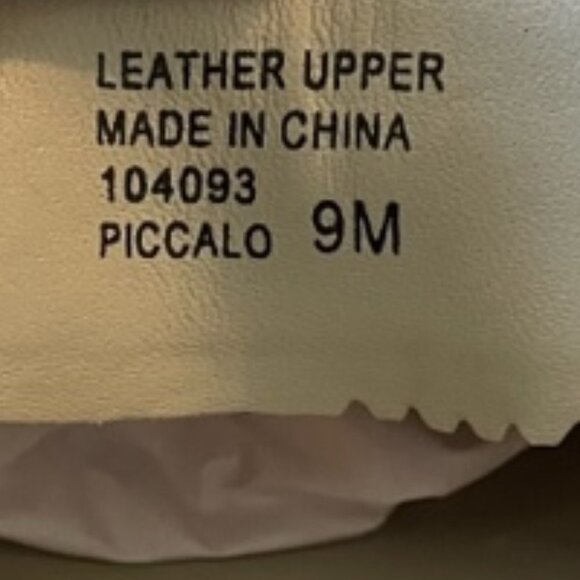 LEATHER UPPER
MADE IN CHINA
104093
PICCALO 9M